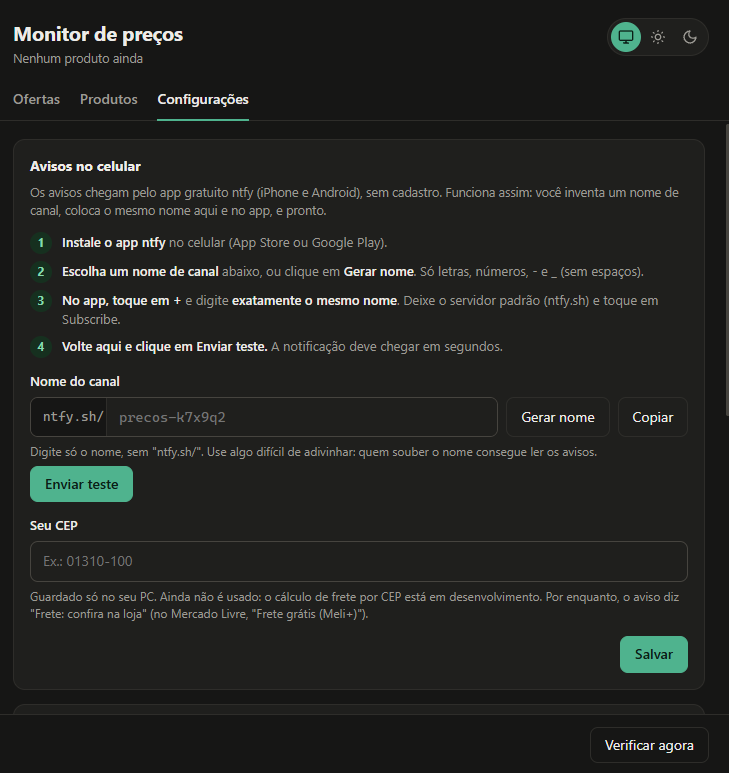 Monitor de preços
Nenhum produto ainda
Ofertas Produtos Configurações
Avisos no celular
Os avisos chegam pelo app gratuito ntfy (iPhone e Android), sem cadastro. Funciona assim: você inventa um nome de
canal, coloca o mesmo nome aqui e no app, e pronto.
1 Instale o app ntfy no celular (App Store ou Google Play).
2 Escolha um nome de canal abaixo, ou clique em Gerar nome. Só letras, números, - e _ (sem espaços).
3 No app, toque em + e digite exatamente o mesmo nome. Deixe o servidor padrão (ntfy.sh) e toque em
Subscribe.
4 Volte aqui e clique em Enviar teste. A notificação deve chegar em segundos.
Nome do canal
ntfy.sh/ precos-k7x9q2 Gerar nome Copiar
Digite só o nome, sem "ntfy.sh/". Use algo difícil de adivinhar: quem souber o nome consegue ler os avisos.
Enviar teste
Seu CEP
Ex.: 01310-100
Guardado só no seu PC. Ainda não é usado: o cálculo de frete por CEP está em desenvolvimento. Por enquanto, o aviso diz
"Frete: confira na loja" (no Mercado Livre, "Frete grátis (Meli+)").
Salvar
Verificar agora